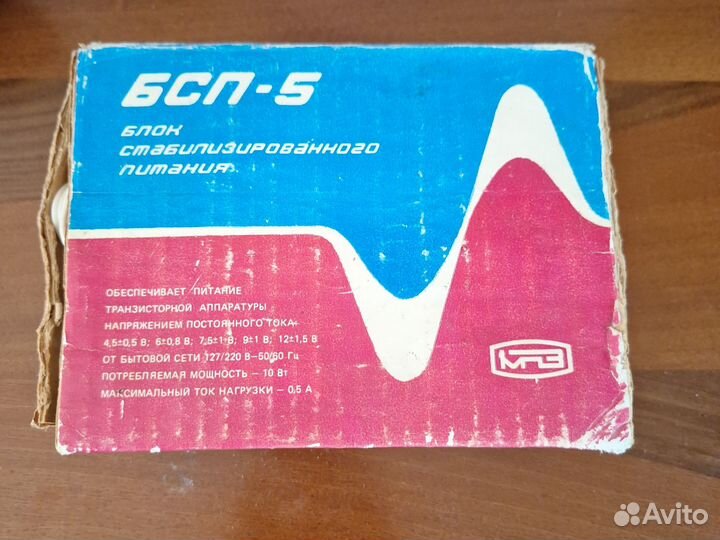 БСП-5
БЛОК
СТАБИЛИЗИРОВАННОГО
ПИТАНИЯ
ОБЕСПЕЧИВАЕТ ПИТАНИЕ
ТРАНЗИСТОРНОЙ АППАРАТУРЫ
НАПРЯЖЕНИЕМ ПОСТОЯННОГО ТОКА:
4,5±0,5 В; 6±0,8 В; 7,5±1 В; 9±1 В; 12±1,5 В
ОТ БЫТОВОЙ СЕТИ 127/220 В—50/60 Гц
ПОТРЕБЛЯЕМАЯ МОЩНОСТЬ — 10 Вт
МАКСИМАЛЬНЫЙ ТОК НАГРУЗКИ — 0,5 А
Avito